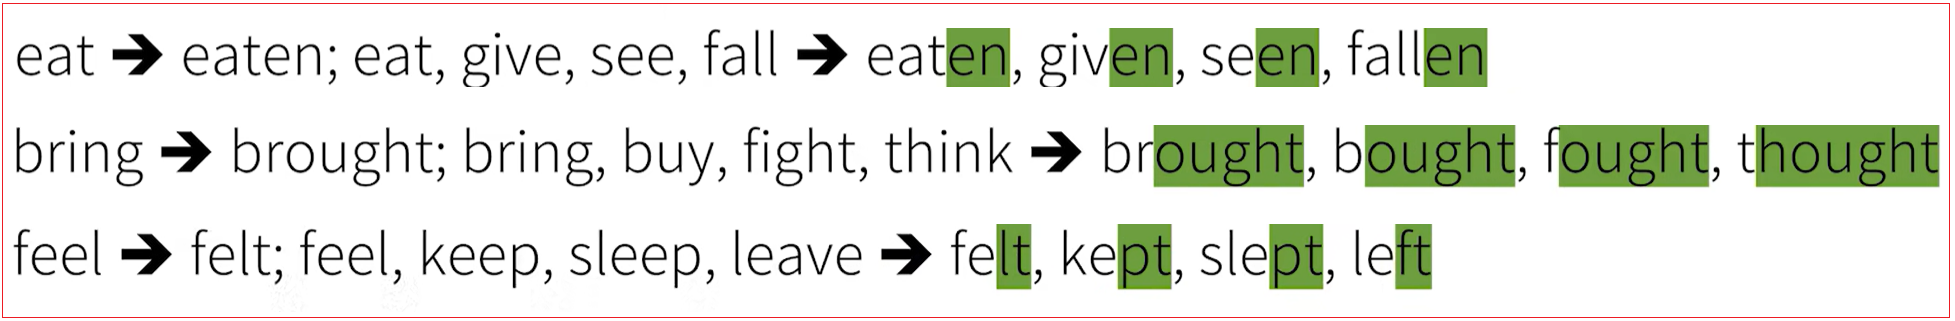 eat ➔ eaten; eat, give, see, fall ➔ eaten, given, seen, fallen
bring ➔ brought; bring, buy, fight, think ➔ brought, bought, fought, thought
feel ➔ felt; feel, keep, sleep, leave ➔ felt, kept, slept, left